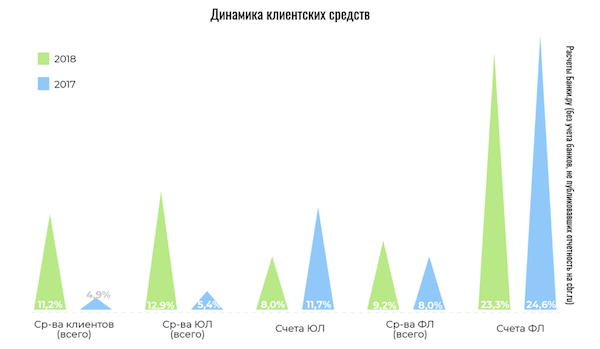 Динамика клиентских средств
2018
2017
11,2%
4,9%
12,9%
5,4%
8,0%
11,7%
9,2%
8,0%
23,3%
24,6%
Ср-ва клиентов
(всего)
Ср-ва ЮЛ
(всего)
Счета ЮЛ
Ср-ва ФЛ
(всего)
Счета ФЛ
Расчеты Банки.ру (без учета банков, не публиковавших отчетность на cbr.ru)